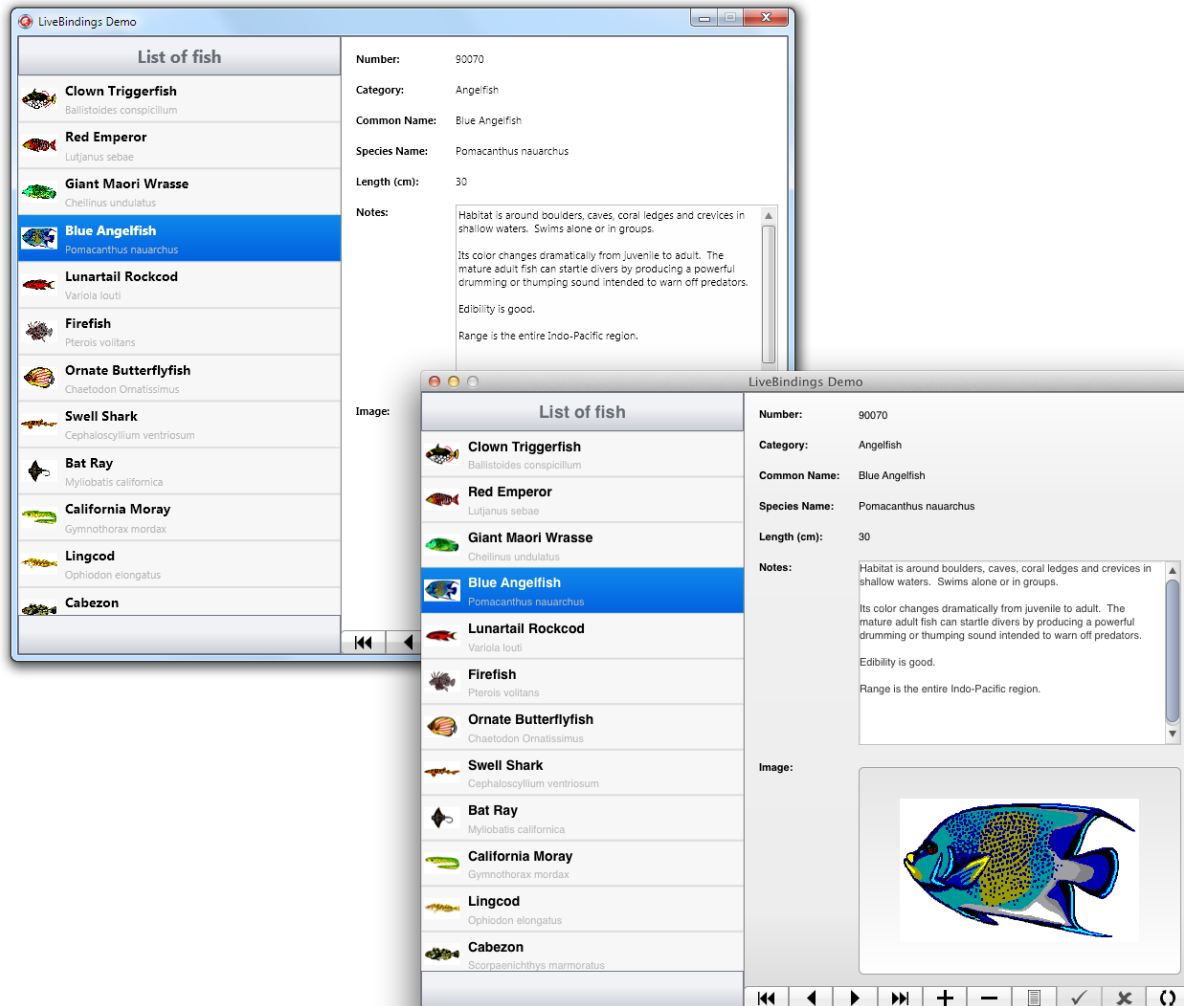 LiveBindings Demo
List of fish
Clown Triggerfish
Ballistoides conspicillum
Red Emperor
Lutjanus sebae
Giant Maori Wrasse
Cheilinus undulatus
Blue Angelfish
Pomacanthus nauarchus
Lunartail Rockcod
Variola louti
Firefish
Pterois volitans
Ornate Butterflyfish
Chaetodon Ornatissimus
Swell Shark
Cephaloscyllium ventriosum
Bat Ray
Myliobatis californica
California Moray
Gymnothorax mordax
Lingcod
Ophiodon elongatus
Cabezon
Number: 90070
Category: Angelfish
Common Name: Blue Angelfish
Species Name: Pomacanthus nauarchus
Length (cm): 30
Notes:
Habitat is around boulders, caves, coral ledges and crevices in
shallow waters.  Swims alone or in groups.
Its color changes dramatically from juvenile to adult.  The
mature adult fish can startle divers by producing a powerful
drumming or thumping sound intended to warn off predators.
Edibility is good.
Range is the entire Indo-Pacific region.
Image:
LiveBindings Demo
List of fish
Clown Triggerfish
Ballistoides conspicillum
Red Emperor
Lutjanus sebae
Giant Maori Wrasse
Cheilinus undulatus
Blue Angelfish
Pomacanthus nauarchus
Lunartail Rockcod
Variola louti
Firefish
Pterois volitans
Ornate Butterflyfish
Chaetodon Ornatissimus
Swell Shark
Cephaloscyllium ventriosum
Bat Ray
Myliobatis californica
California Moray
Gymnothorax mordax
Lingcod
Ophiodon elongatus
Cabezon
Scorpaenichthys marmoratus
Number: 90070
Category: Angelfish
Common Name: Blue Angelfish
Species Name: Pomacanthus nauarchus
Length (cm): 30
Notes:
Habitat is around boulders, caves, coral ledges and crevices in
shallow waters.  Swims alone or in groups.
Its color changes dramatically from juvenile to adult.  The
mature adult fish can startle divers by producing a powerful
drumming or thumping sound intended to warn off predators.
Edibility is good.
Range is the entire Indo-Pacific region.
Image: